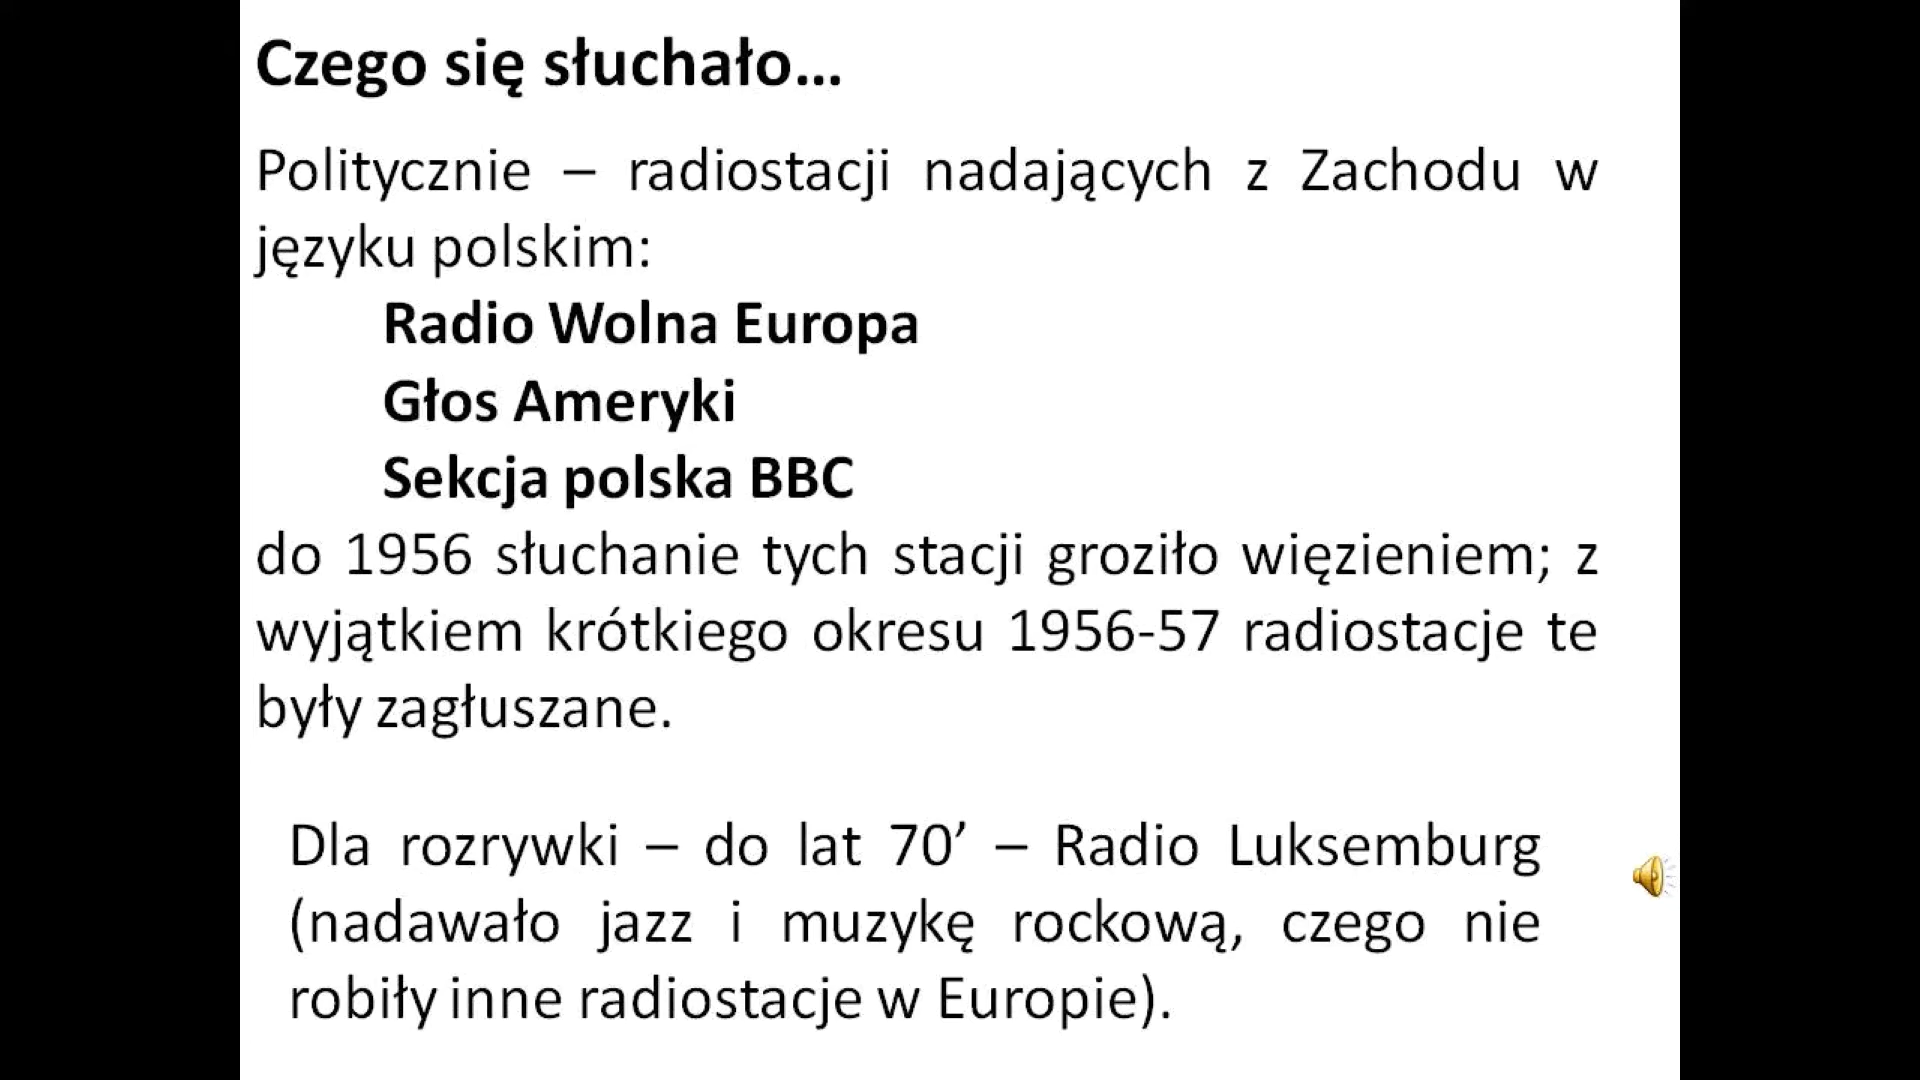 Czego się słuchało...
Politycznie – radiostacji nadających z Zachodu w
języku polskim:
Radio Wolna Europa
Głos Ameryki
Sekcja polska BBC
do 1956 słuchanie tych stacji groziło więzieniem; z
wyjątkiem krótkiego okresu 1956-57 radiostacje te
były zagłuszane.
Dla rozrywki – do lat 70’ – Radio Luksemburg
(nadawało jazz i muzykę rockową, czego nie
robiły inne radiostacje w Europie).